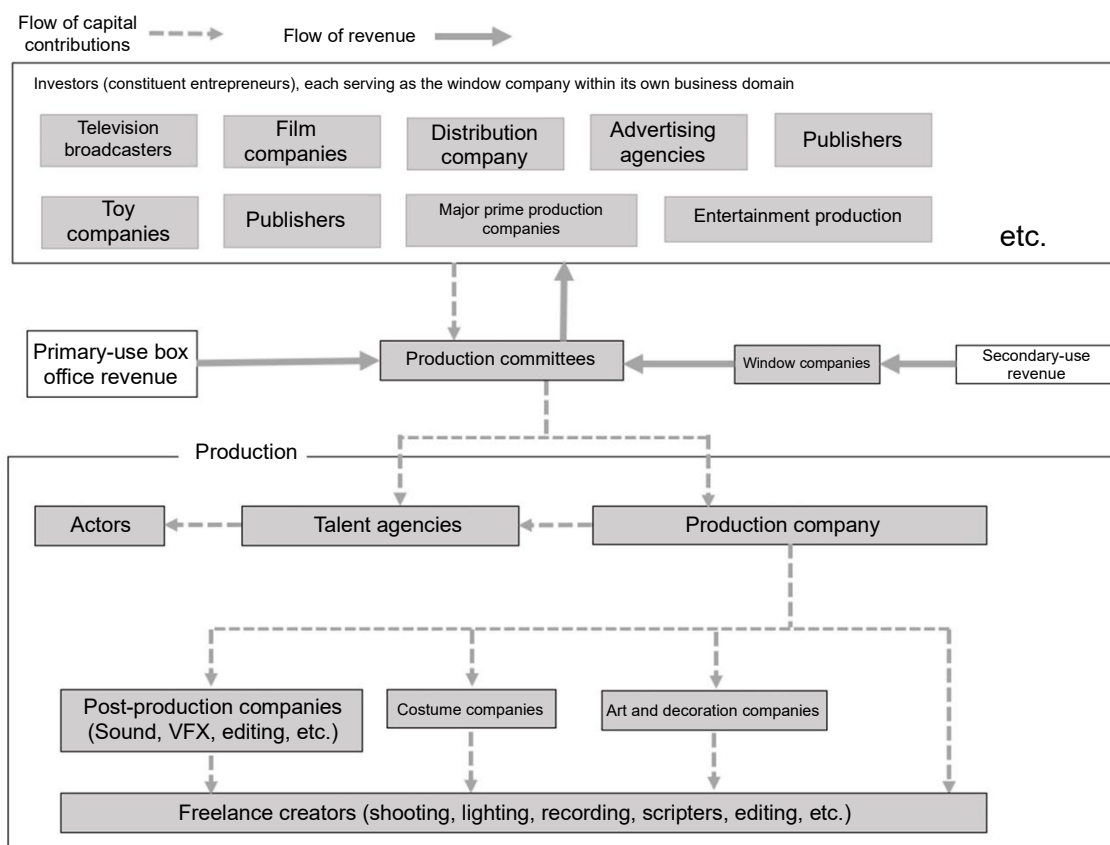 Flow of capital
contributions
Flow of revenue
Investors (constituent entrepreneurs), each serving as the window company within its own business domain
Television
broadcasters
Film
companies
Distribution
company
Advertising
agencies
Publishers
Toy
companies
Publishers
Major prime production
companies
Entertainment production
etc.
Primary-use box
office revenue
Production committees
Window companies
Secondary-use
revenue
Production
Actors
Talent agencies
Production company
Post-production companies
(Sound, VFX, editing, etc.)
Costume companies
Art and decoration companies
Freelance creators (shooting, lighting, recording, scripters, editing, etc.)